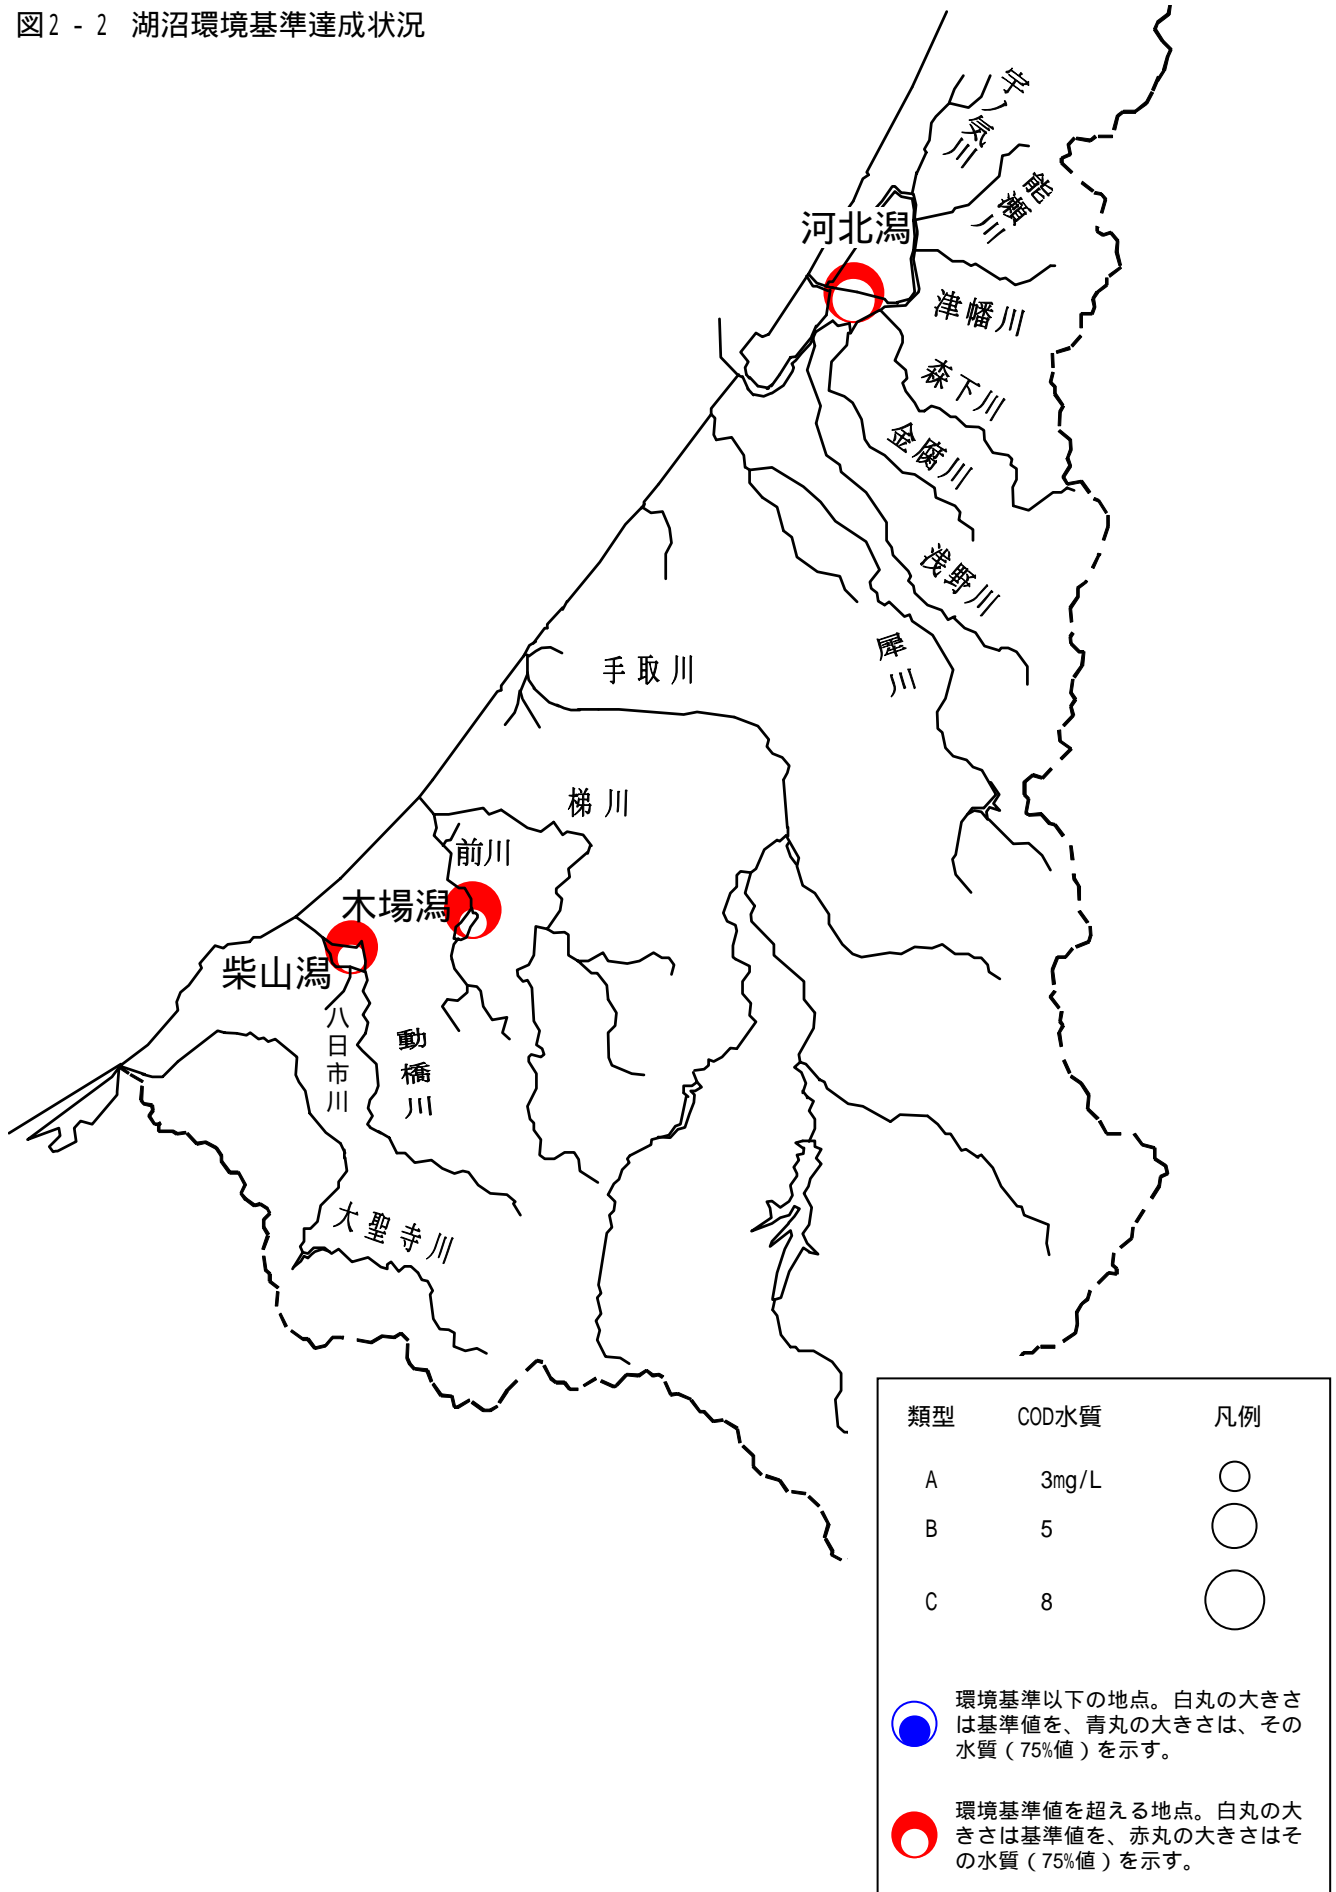 図2-2 湖沼環境基準達成状況
宇ノ気川
能瀬川
河北潟
津幡川
森下川
金腐川
浅野川
犀川
手取川
梯川
前川
木場潟
柴山潟
八日市川
動橋川
大聖寺川
類型 COD水質 凡例
A 3mg/L
B 5
C 8
環境基準以下の地点。白丸の大きさ
は基準値を、青丸の大きさは、その
水質(75%値)を示す。
環境基準値を超える地点。白丸の大
きさは基準値を、赤丸の大きさはそ
の水質(75%値)を示す。